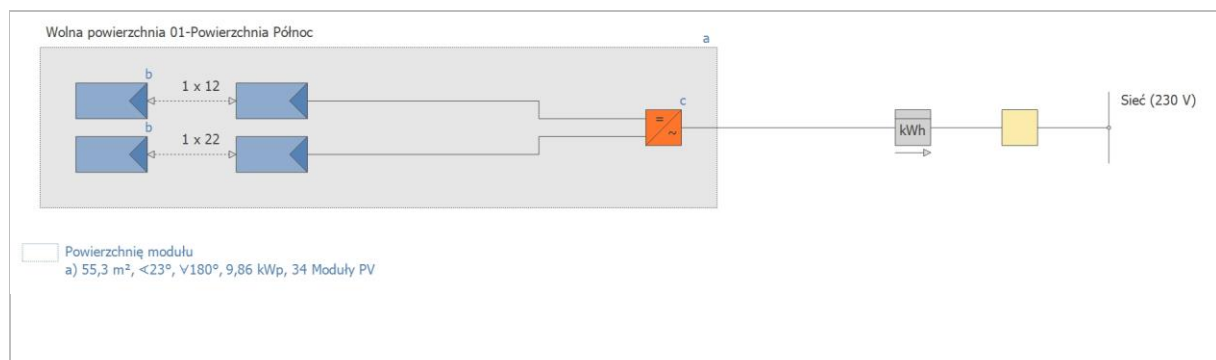 Wolna powierzchnia 01-Powierzchnia Północ
a
b
1 x 12
c
b
1 x 22
=
~
kWh
Sieć (230 V)
Powierzchnię modułu
a) 55,3 m², <23°, ∨180°, 9,86 kWp, 34 Moduły PV